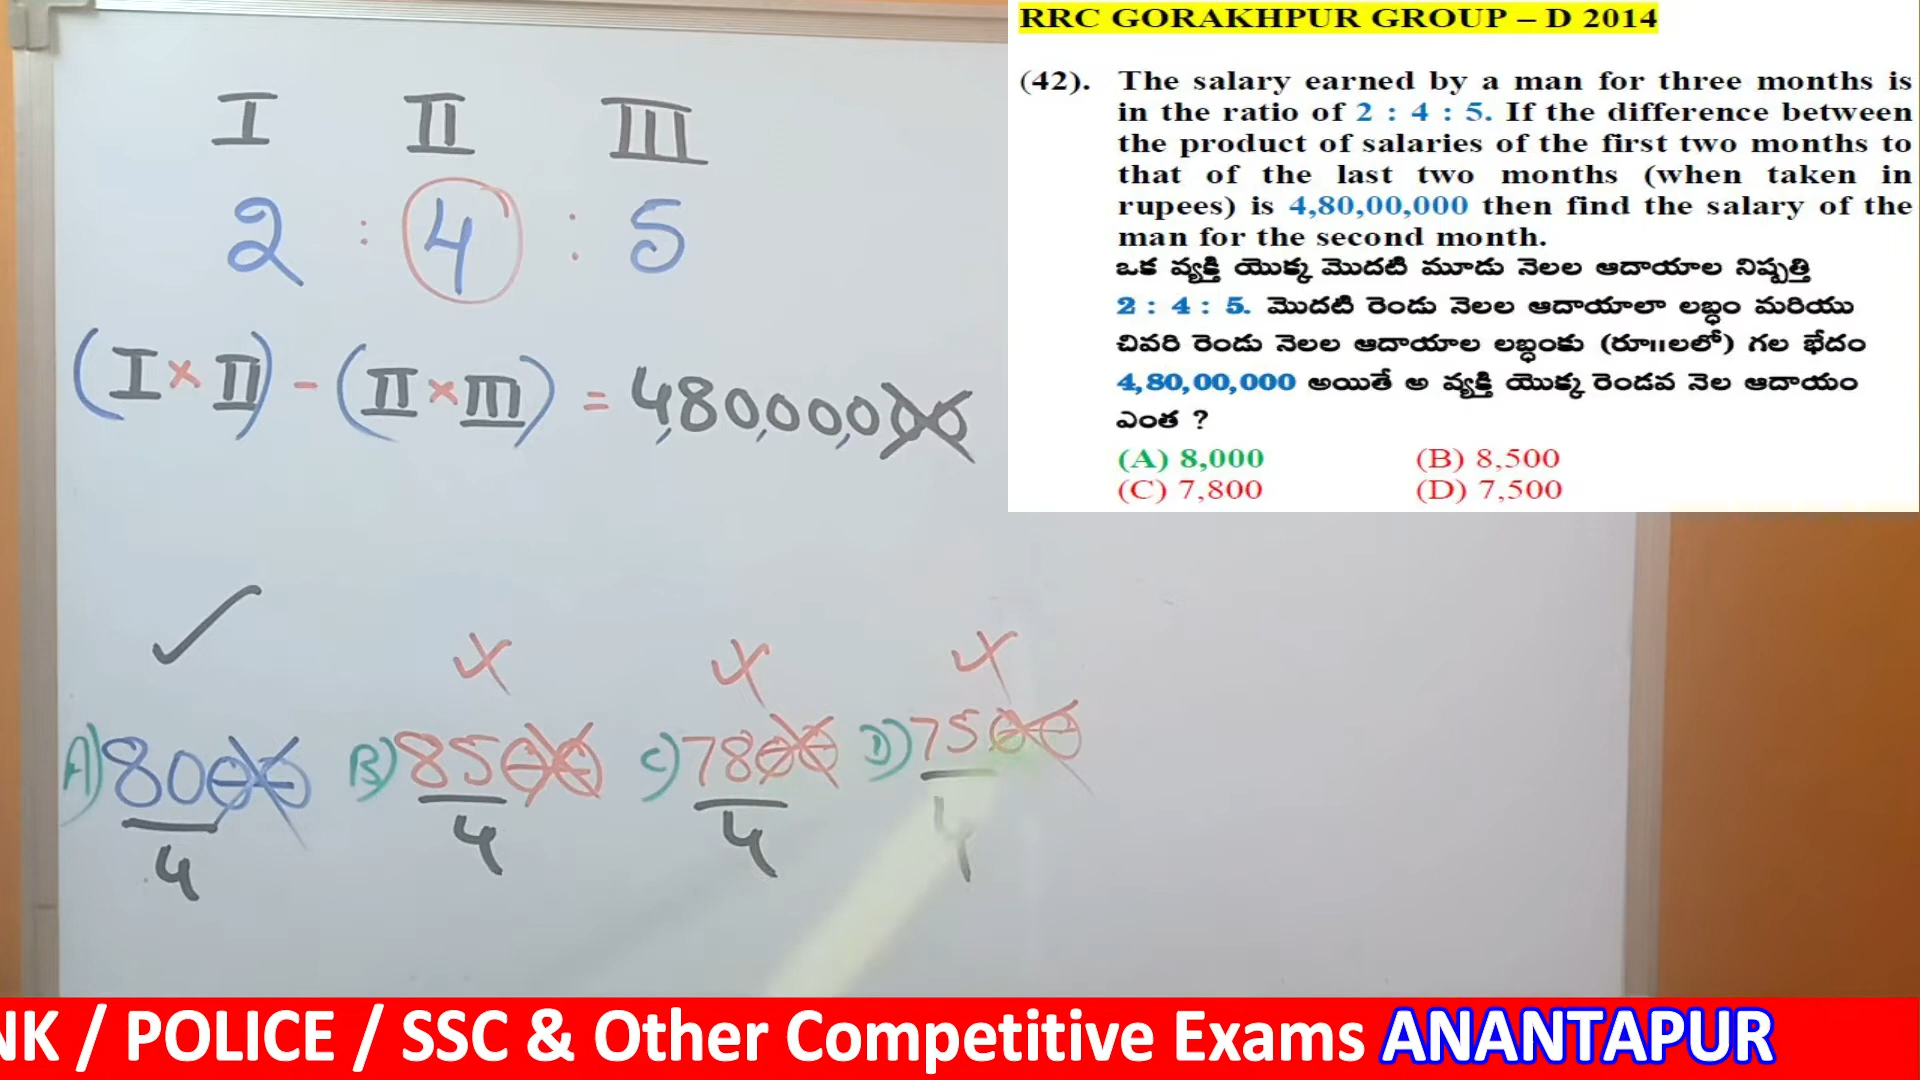 I II III
2 : 4 : 5
(I × II) - (II × III) = 4,80,00,000
A) 8000/4 B) 8500/4 C) 7800/4 D) 7500/4
RRC GORAKHPUR GROUP – D 2014
(42). The salary earned by a man for three months is
in the ratio of 2 : 4 : 5. If the difference between
the product of salaries of the first two months to
that of the last two months (when taken in
rupees) is 4,80,00,000 then find the salary of the
man for the second month.
ఒక వ్యక్తి యొక్క మొదటి మూడు నెలల ఆదాయాల నిష్పత్తి
2 : 4 : 5. మొదటి రెండు నెలల ఆదాయాలా లబ్ధం మరియు
చివరి రెండు నెలల ఆదాయాల లబ్ధంకు (రూ॥లలో) గల భేదం
4,80,00,000 అయితే అ వ్యక్తి యొక్క రెండవ నెల ఆదాయం
ఎంత ?
(A) 8,000 (B) 8,500
(C) 7,800 (D) 7,500
NK / POLICE / SSC & Other Competitive Exams ANANTAPUR